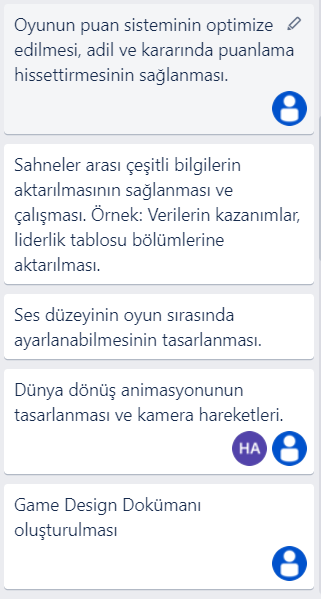 Oyunun puan sisteminin optimize
edilmesi, adil ve kararında puanlama
hissettirmesinin sağlanması.
Sahneler arası çeşitli bilgilerin
aktarılmasının sağlanması ve
çalışması. Örnek: Verilerin kazanımlar,
liderlik tablosu bölümlerine
aktarılması.
Ses düzeyinin oyun sırasında
ayarlanabilmesinin tasarlanması.
Dünya dönüş animasyonunun
tasarlanması ve kamera hareketleri.
HA
Game Design Dokümanı
oluşturulması